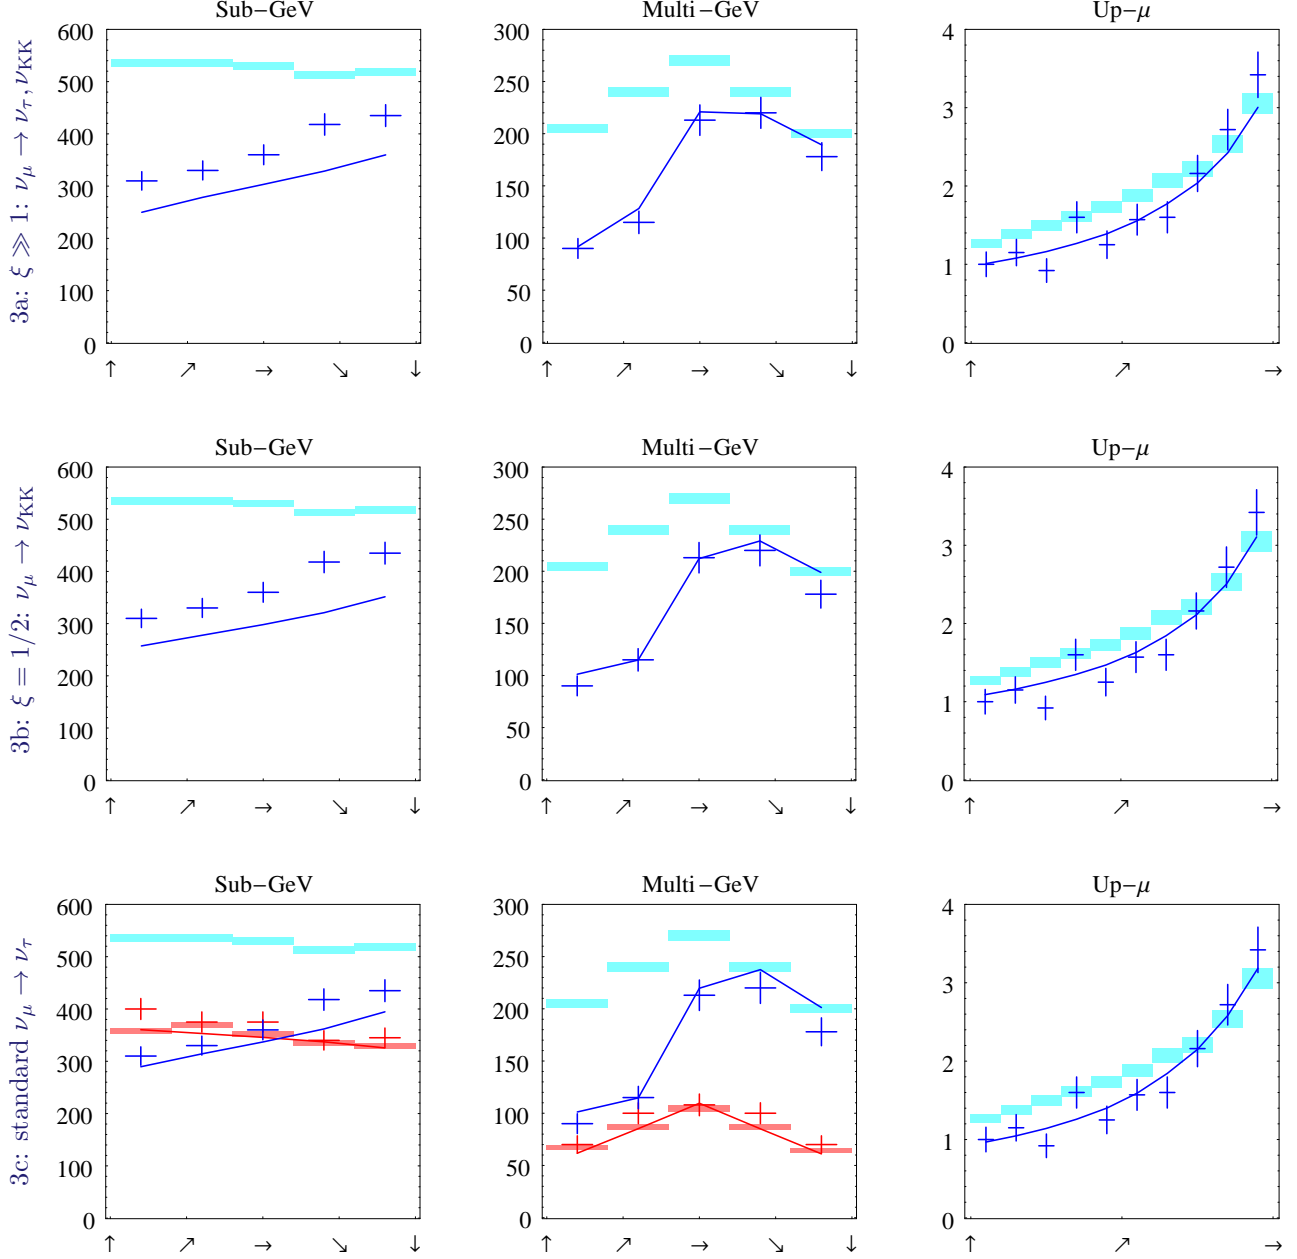 3a: ξ ≫ 1: ν_μ → ν_τ, ν_KK
Sub−GeV
600
500
400
300
200
100
0
↑ ↗ → ↘ ↓
Multi−GeV
300
250
200
150
100
50
0
↑ ↗ → ↘ ↓
Up−μ
4
3
2
1
0
↑ ↗ →
3b: ξ = 1/2: ν_μ → ν_KK
Sub−GeV
600
500
400
300
200
100
0
↑ ↗ → ↘ ↓
Multi−GeV
300
250
200
150
100
50
0
↑ ↗ → ↘ ↓
Up−μ
4
3
2
1
0
↑ ↗ →
3c: standard ν_μ → ν_τ
Sub−GeV
600
500
400
300
200
100
0
↑ ↗ → ↘ ↓
Multi−GeV
300
250
200
150
100
50
0
↑ ↗ → ↘ ↓
Up−μ
4
3
2
1
0
↑ ↗ →